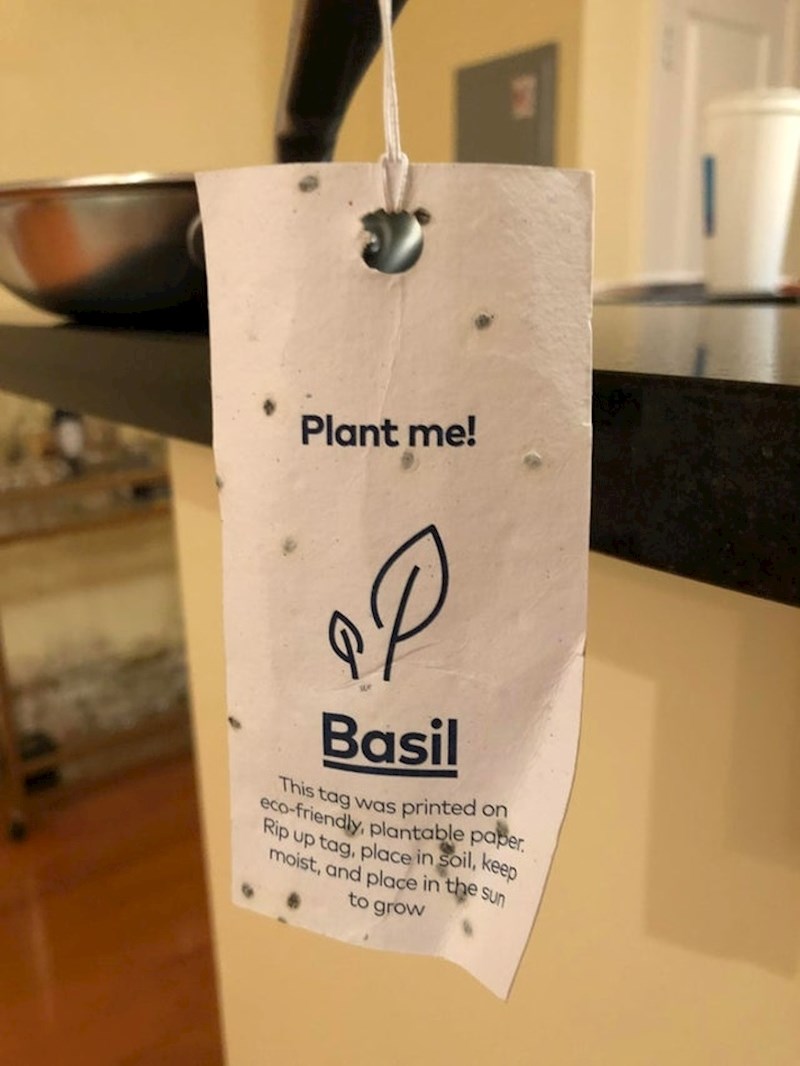 Plant me!
Basil
This tag was printed on
eco-friendly, plantable paper.
Rip up tag, place in soil, keep
moist, and place in the sun
to grow